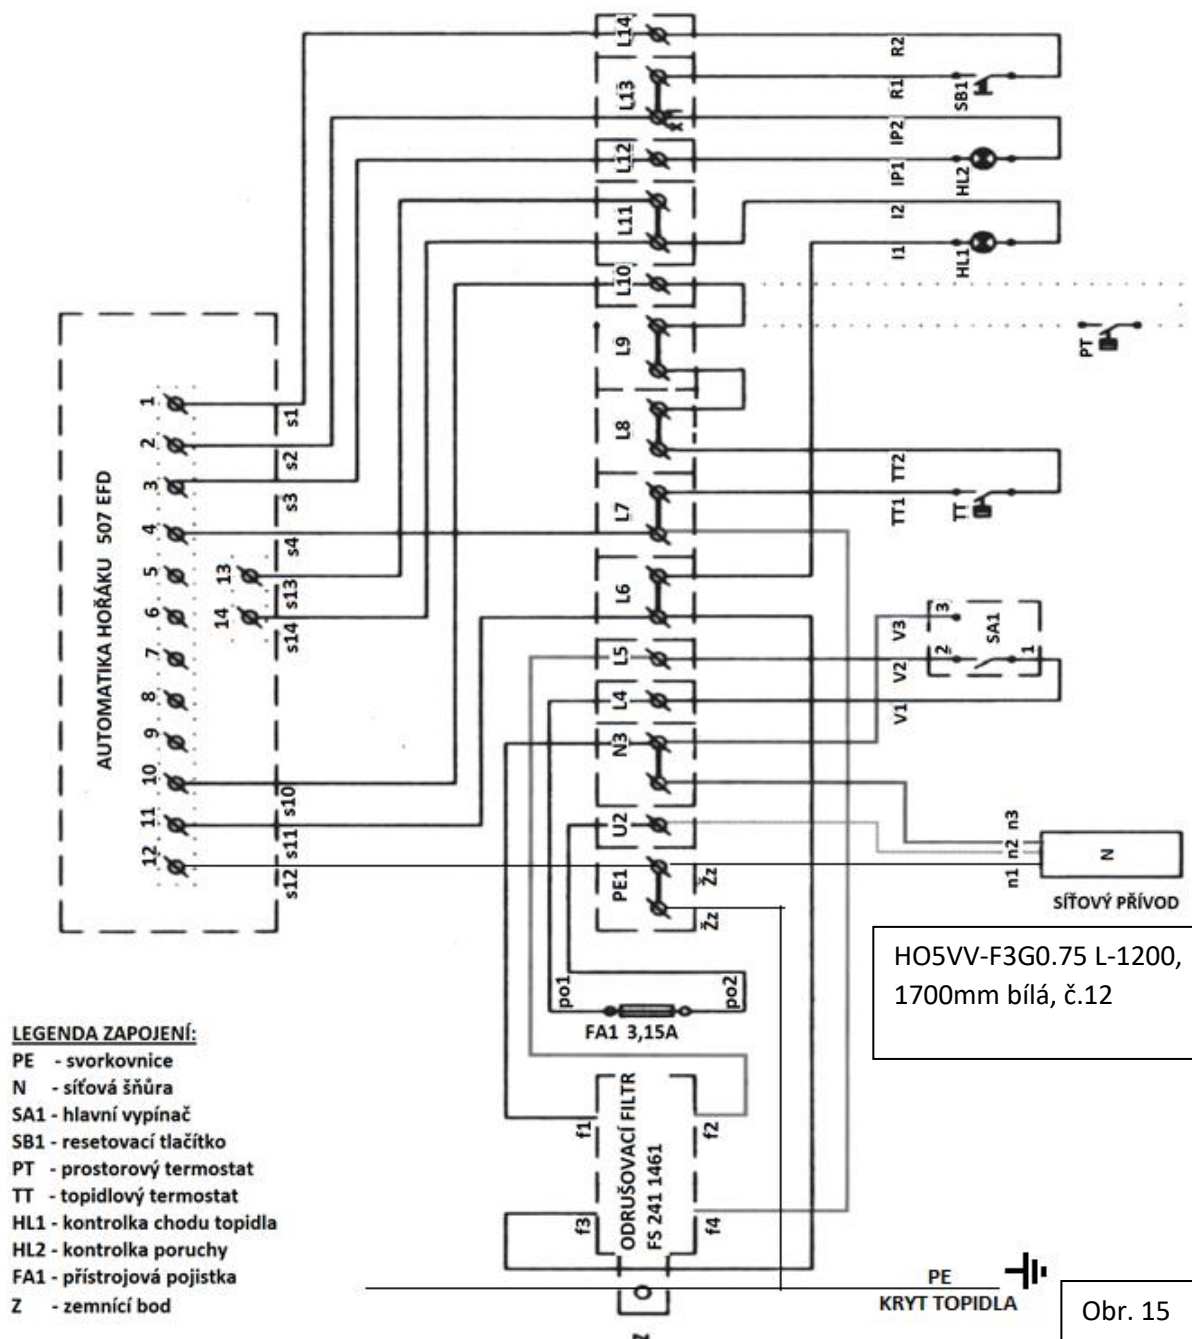 L14
L13
L12
L11
L10
L9
L8
L7
L6
L5
L4
N3
U2
PE1
R2
R1
SB1
IP2
IP1
HL2
I2
I1
HL1
PT
TT2
TT1
TT
V3
3
SA1
V2
2
1
V1
AUTOMATIKA HOŘÁKU 507 EFD
1
2
3
4
5
6
7
8
9
10
11
12
13
14
s1
s2
s3
s4
s13
s14
s10
s11
s12
n3
n2
n1
N
SÍŤOVÝ PŘÍVOD
Žz
Žz
HO5VV-F3G0.75 L-1200,
1700mm bílá, č.12
po1
po2
FA1 3,15A
f1
f2
f3
f4
ODRUŠOVACÍ FILTR
FS 241 1461
LEGENDA ZAPOJENÍ:
PE - svorkovnice
N - síťová šňůra
SA1 - hlavní vypínač
SB1 - resetovací tlačítko
PT - prostorový termostat
TT - topidlový termostat
HL1 - kontrolka chodu topidla
HL2 - kontrolka poruchy
FA1 - přístrojová pojistka
Z - zemnící bod
PE
KRYT TOPIDLA
Obr. 15